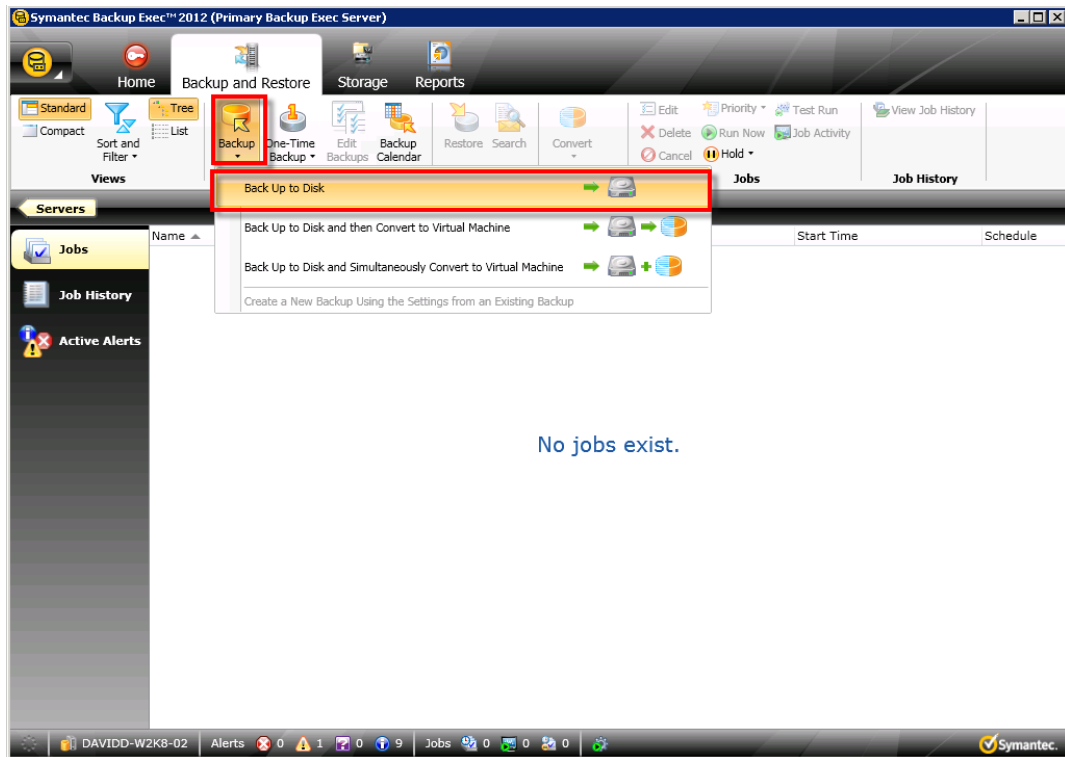 Symantec Backup Exec™ 2012 (Primary Backup Exec Server)
Home
Backup and Restore
Storage
Reports
Standard
Compact
Sort and Filter
Tree
List
Views
Backup
One-Time Backup
Edit Backups
Backup Calendar
Restore
Search
Convert
Edit
Delete
Cancel
Priority
Run Now
Hold
Test Run
Job Activity
Jobs
View Job History
Job History
Back Up to Disk
Back Up to Disk and then Convert to Virtual Machine
Back Up to Disk and Simultaneously Convert to Virtual Machine
Create a New Backup Using the Settings from an Existing Backup
Servers
Jobs
Job History
Active Alerts
Name
Start Time
Schedule
No jobs exist.
DAVIDD-W2K8-02 Alerts 0 1 0 9 Jobs 0 0 0
Symantec.